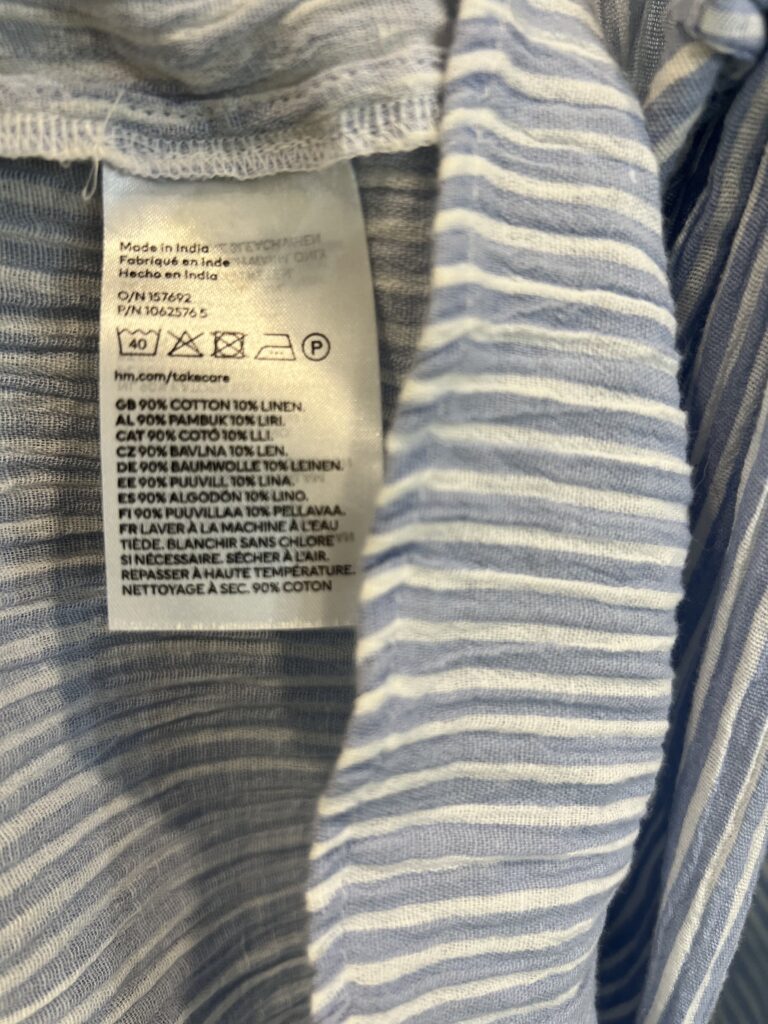 Made in India
Fabriqué en Inde
Hecho en India
O/N 157692
P/N 1062576 5
40 P
hm.com/takecare
GB 90% COTTON 10% LINEN.
AL 90% PAMBUK 10% LIRI.
CAT 90% COTÓ 10% LLI.
CZ 90% BAVLNA 10% LEN.
DE 90% BAUMWOLLE 10% LEINEN.
EE 90% PUUVILL 10% LINA.
ES 90% ALGODÓN 10% LINO.
FI 90% PUUVILLAA 10% PELLAVAA.
FR LAVER À LA MACHINE À L'EAU
TIÈDE. BLANCHIR SANS CHLORE
SI NÉCESSAIRE. SÉCHER À L'AIR.
REPASSER À HAUTE TEMPÉRATURE.
NETTOYAGE À SEC. 90% COTON